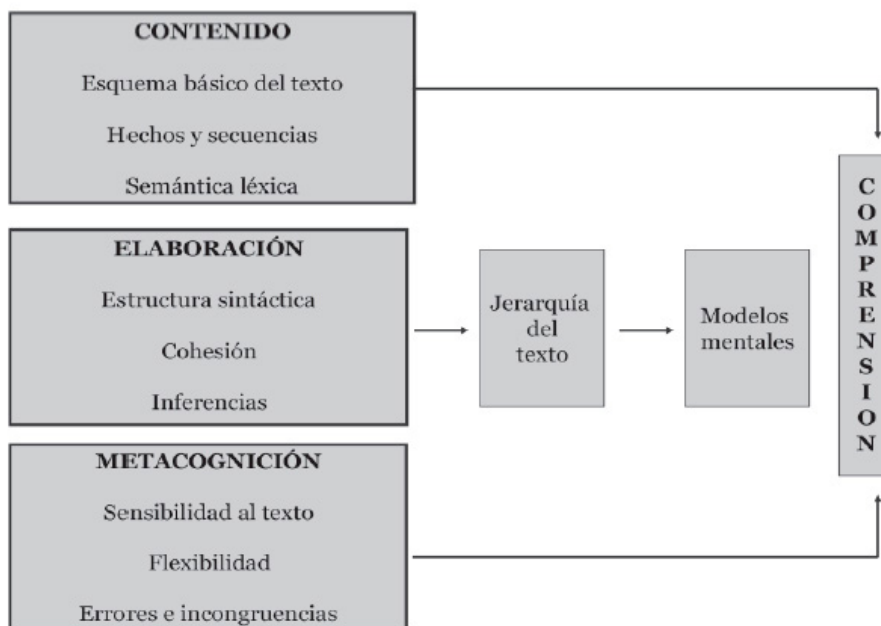 CONTENIDO
Esquema básico del texto
Hechos y secuencias
Semántica léxica
ELABORACIÓN
Estructura sintáctica
Cohesión
Inferencias
Jerarquía
del
texto
Modelos
mentales
METACOGNICIÓN
Sensibilidad al texto
Flexibilidad
Errores e incongruencias
COMPRENSION